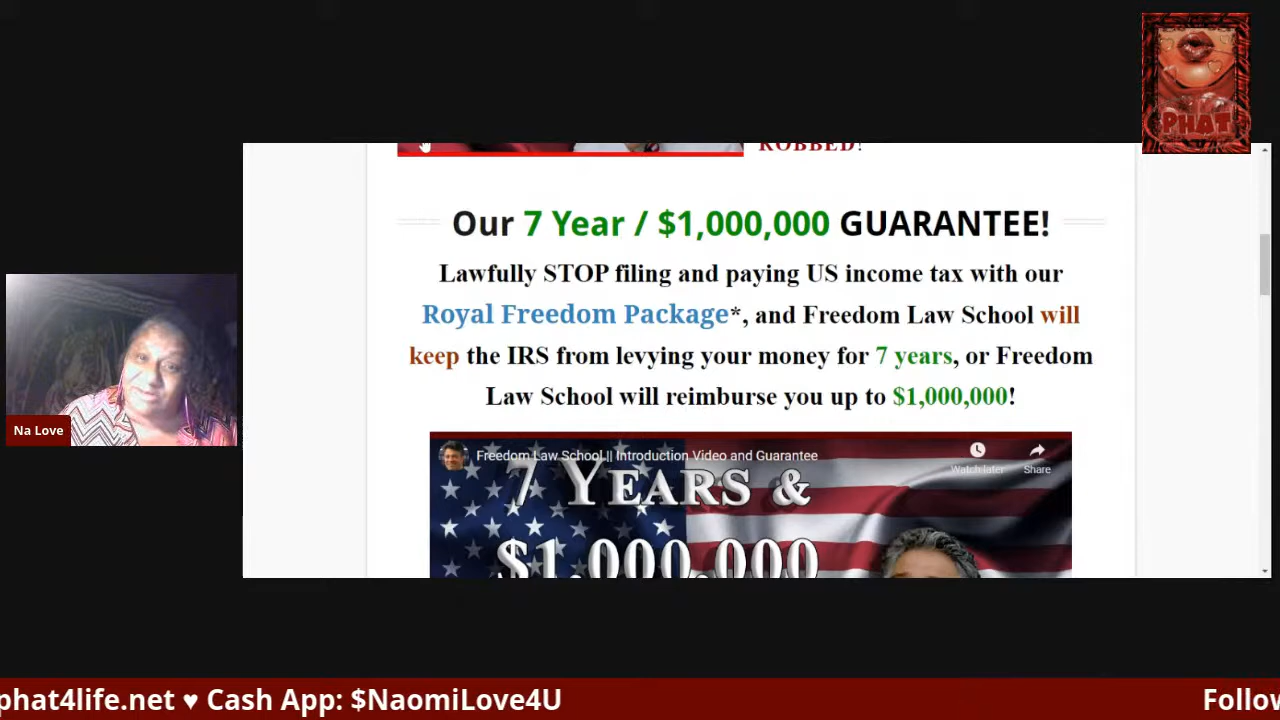 PHAT
ROBBED!
Our 7 Year / $1,000,000 GUARANTEE!
Lawfully STOP filing and paying US income tax with our
Royal Freedom Package*, and Freedom Law School will
keep the IRS from levying your money for 7 years, or Freedom
Law School will reimburse you up to $1,000,000!
Freedom Law School || Introduction Video and Guarantee
Watch later
Share
7 YEARS &
$1,000,000
Na Love
phat4life.net ♥ Cash App: $NaomiLove4U
Follow